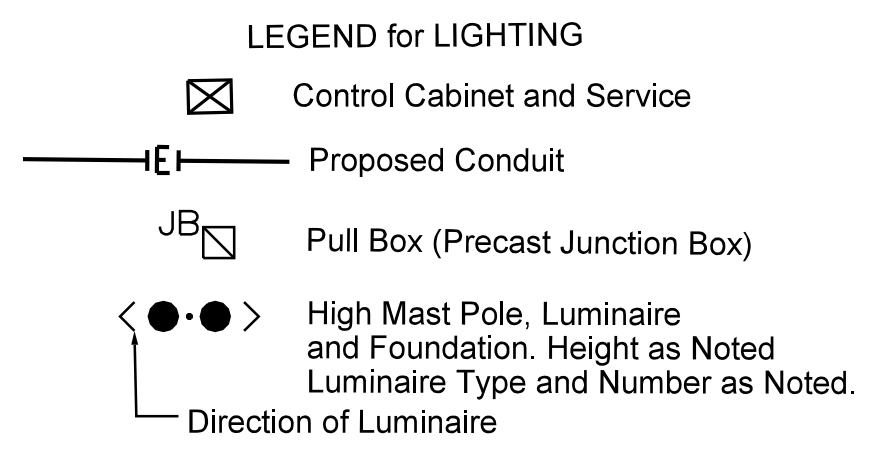 LEGEND for LIGHTING
Control Cabinet and Service
E Proposed Conduit
JB Pull Box (Precast Junction Box)
High Mast Pole, Luminaire
and Foundation. Height as Noted
Luminaire Type and Number as Noted.
Direction of Luminaire